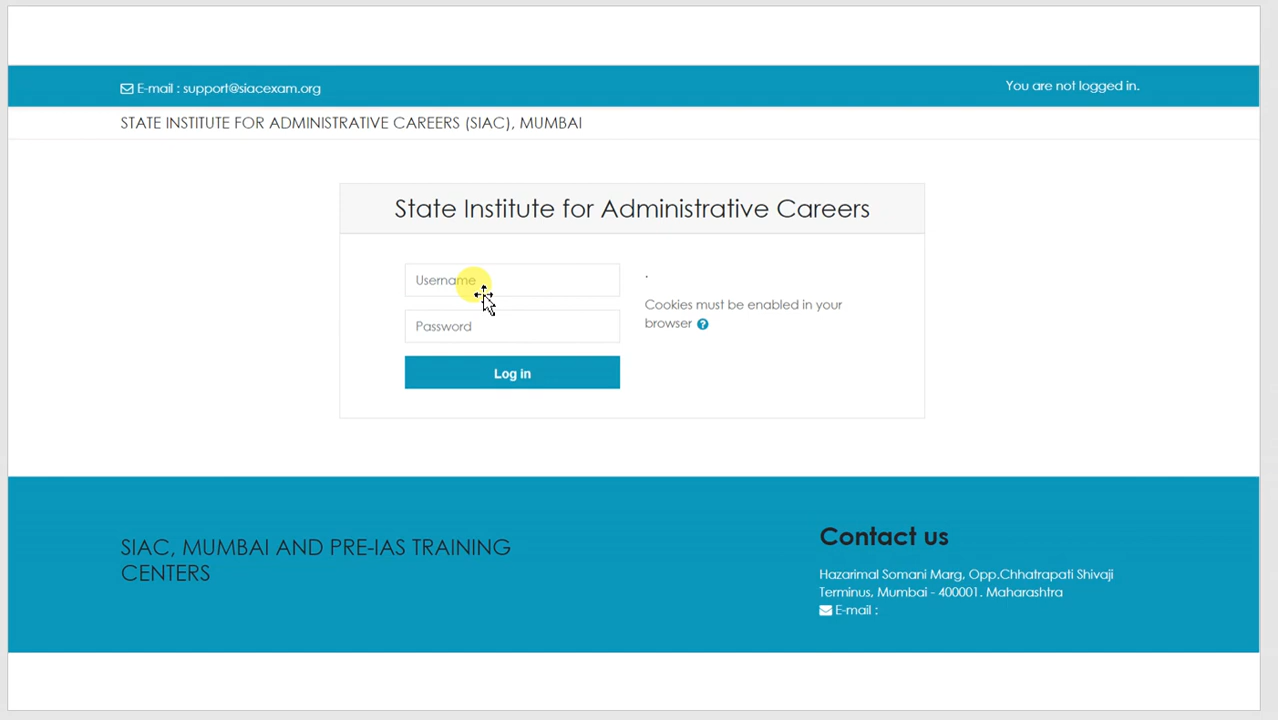 E-mail : support@siacexam.org
You are not logged in.
STATE INSTITUTE FOR ADMINISTRATIVE CAREERS (SIAC), MUMBAI
State Institute for Administrative Careers
Username
Password
Log in
.
Cookies must be enabled in your
browser ?
SIAC, MUMBAI AND PRE-IAS TRAINING
CENTERS
Contact us
Hazarimal Somani Marg, Opp.Chhatrapati Shivaji
Terminus, Mumbai - 400001. Maharashtra
E-mail :